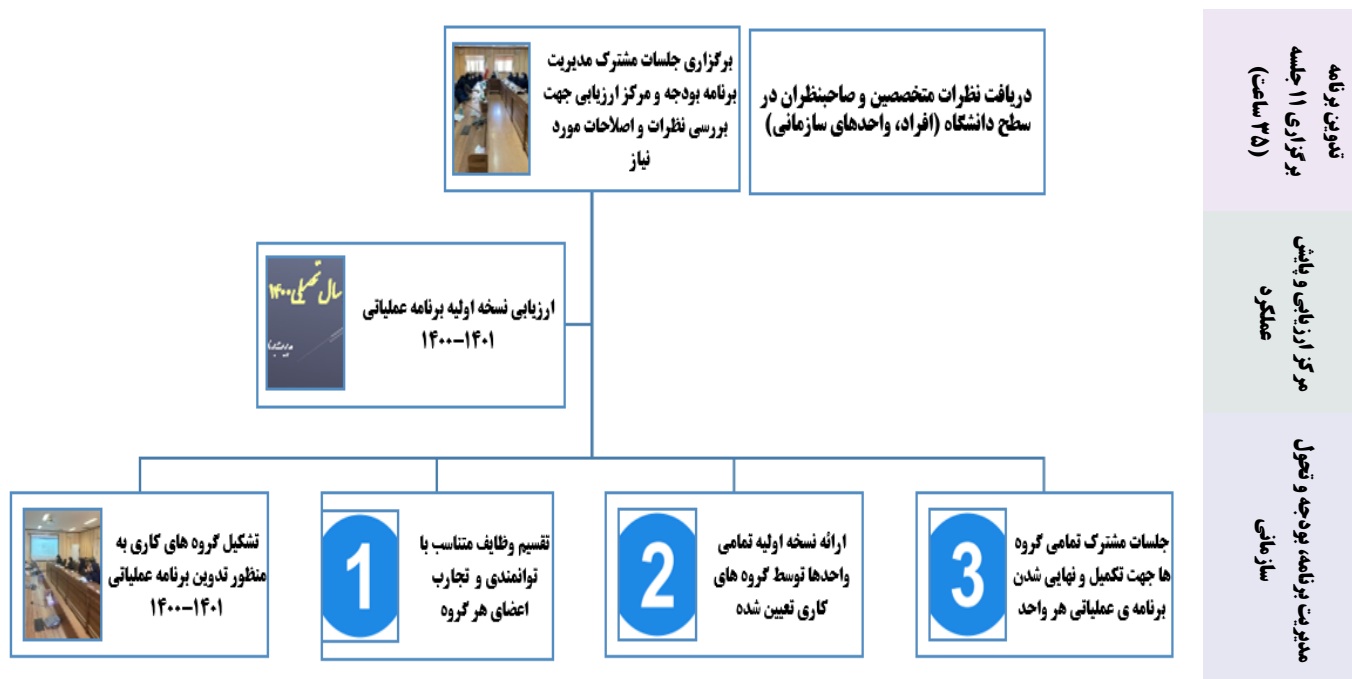 تدوین برنامه
برگزاری ۱۱ جلسه
(۳۵ ساعت)
دریافت نظرات متخصصین و صاحبنظران در
سطح دانشگاه (افراد، واحدهای سازمانی)
برگزاری جلسات مشترک مدیریت
برنامه بودجه و مرکز ارزیابی جهت
بررسی نظرات و اصلاحات مورد
نیاز
مرکز ارزیابی و پایش
عملکرد
ارزیابی نسخه اولیه برنامه عملیاتی
۱۴۰۰-۱۴۰۱
سال تحصیلی ۱۴۰۰
مدیریت برنامه، بودجه و تحول
سازمانی
جلسات مشترک تمامی گروه
ها جهت تکمیل و نهایی شدن
برنامه ی عملیاتی هر واحد
3
ارائه نسخه اولیه تمامی
واحدها توسط گروه های
کاری تعیین شده
2
تقسیم وظایف متناسب با
توانمندی و تجارب
اعضای هر گروه
1
تشکیل گروه های کاری به
منظور تدوین برنامه عملیاتی
۱۴۰۰-۱۴۰۱